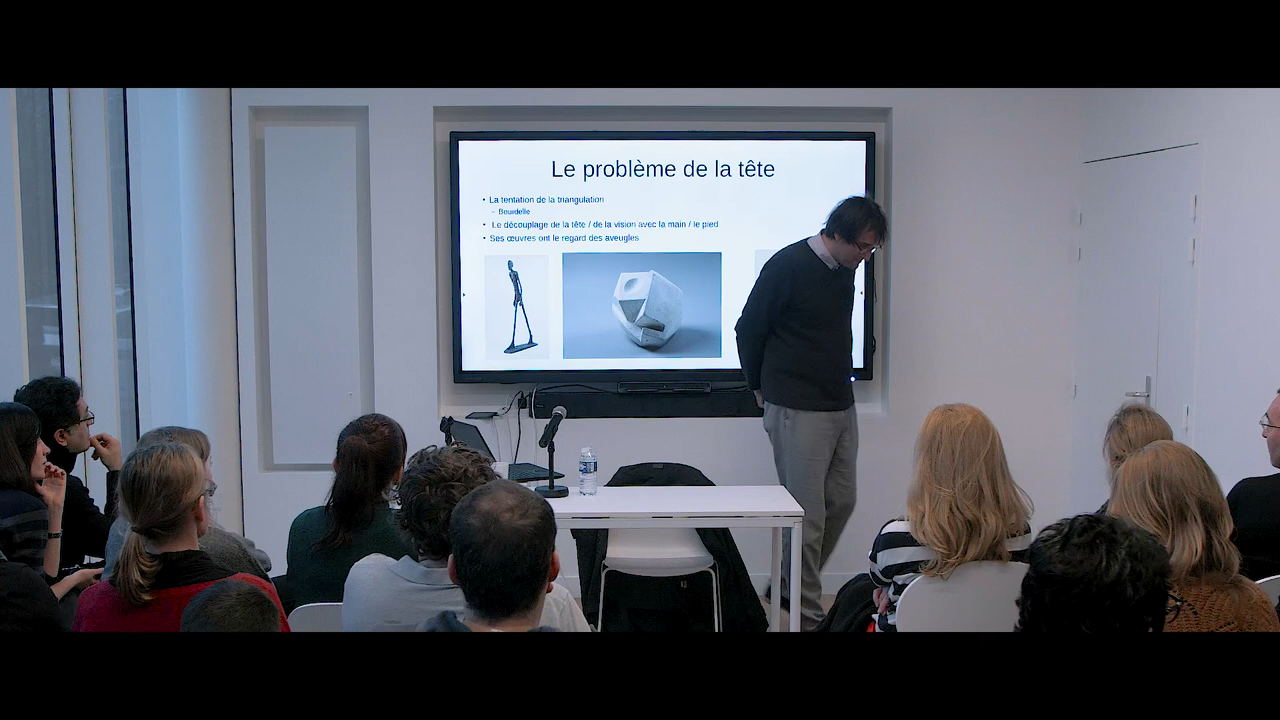 Le problème de la tête
• La tentation de la triangulation
– Bourdelle
• Le découplage de la tête / de la vision avec la main / le pied
• Ses œuvres ont le regard des aveugles